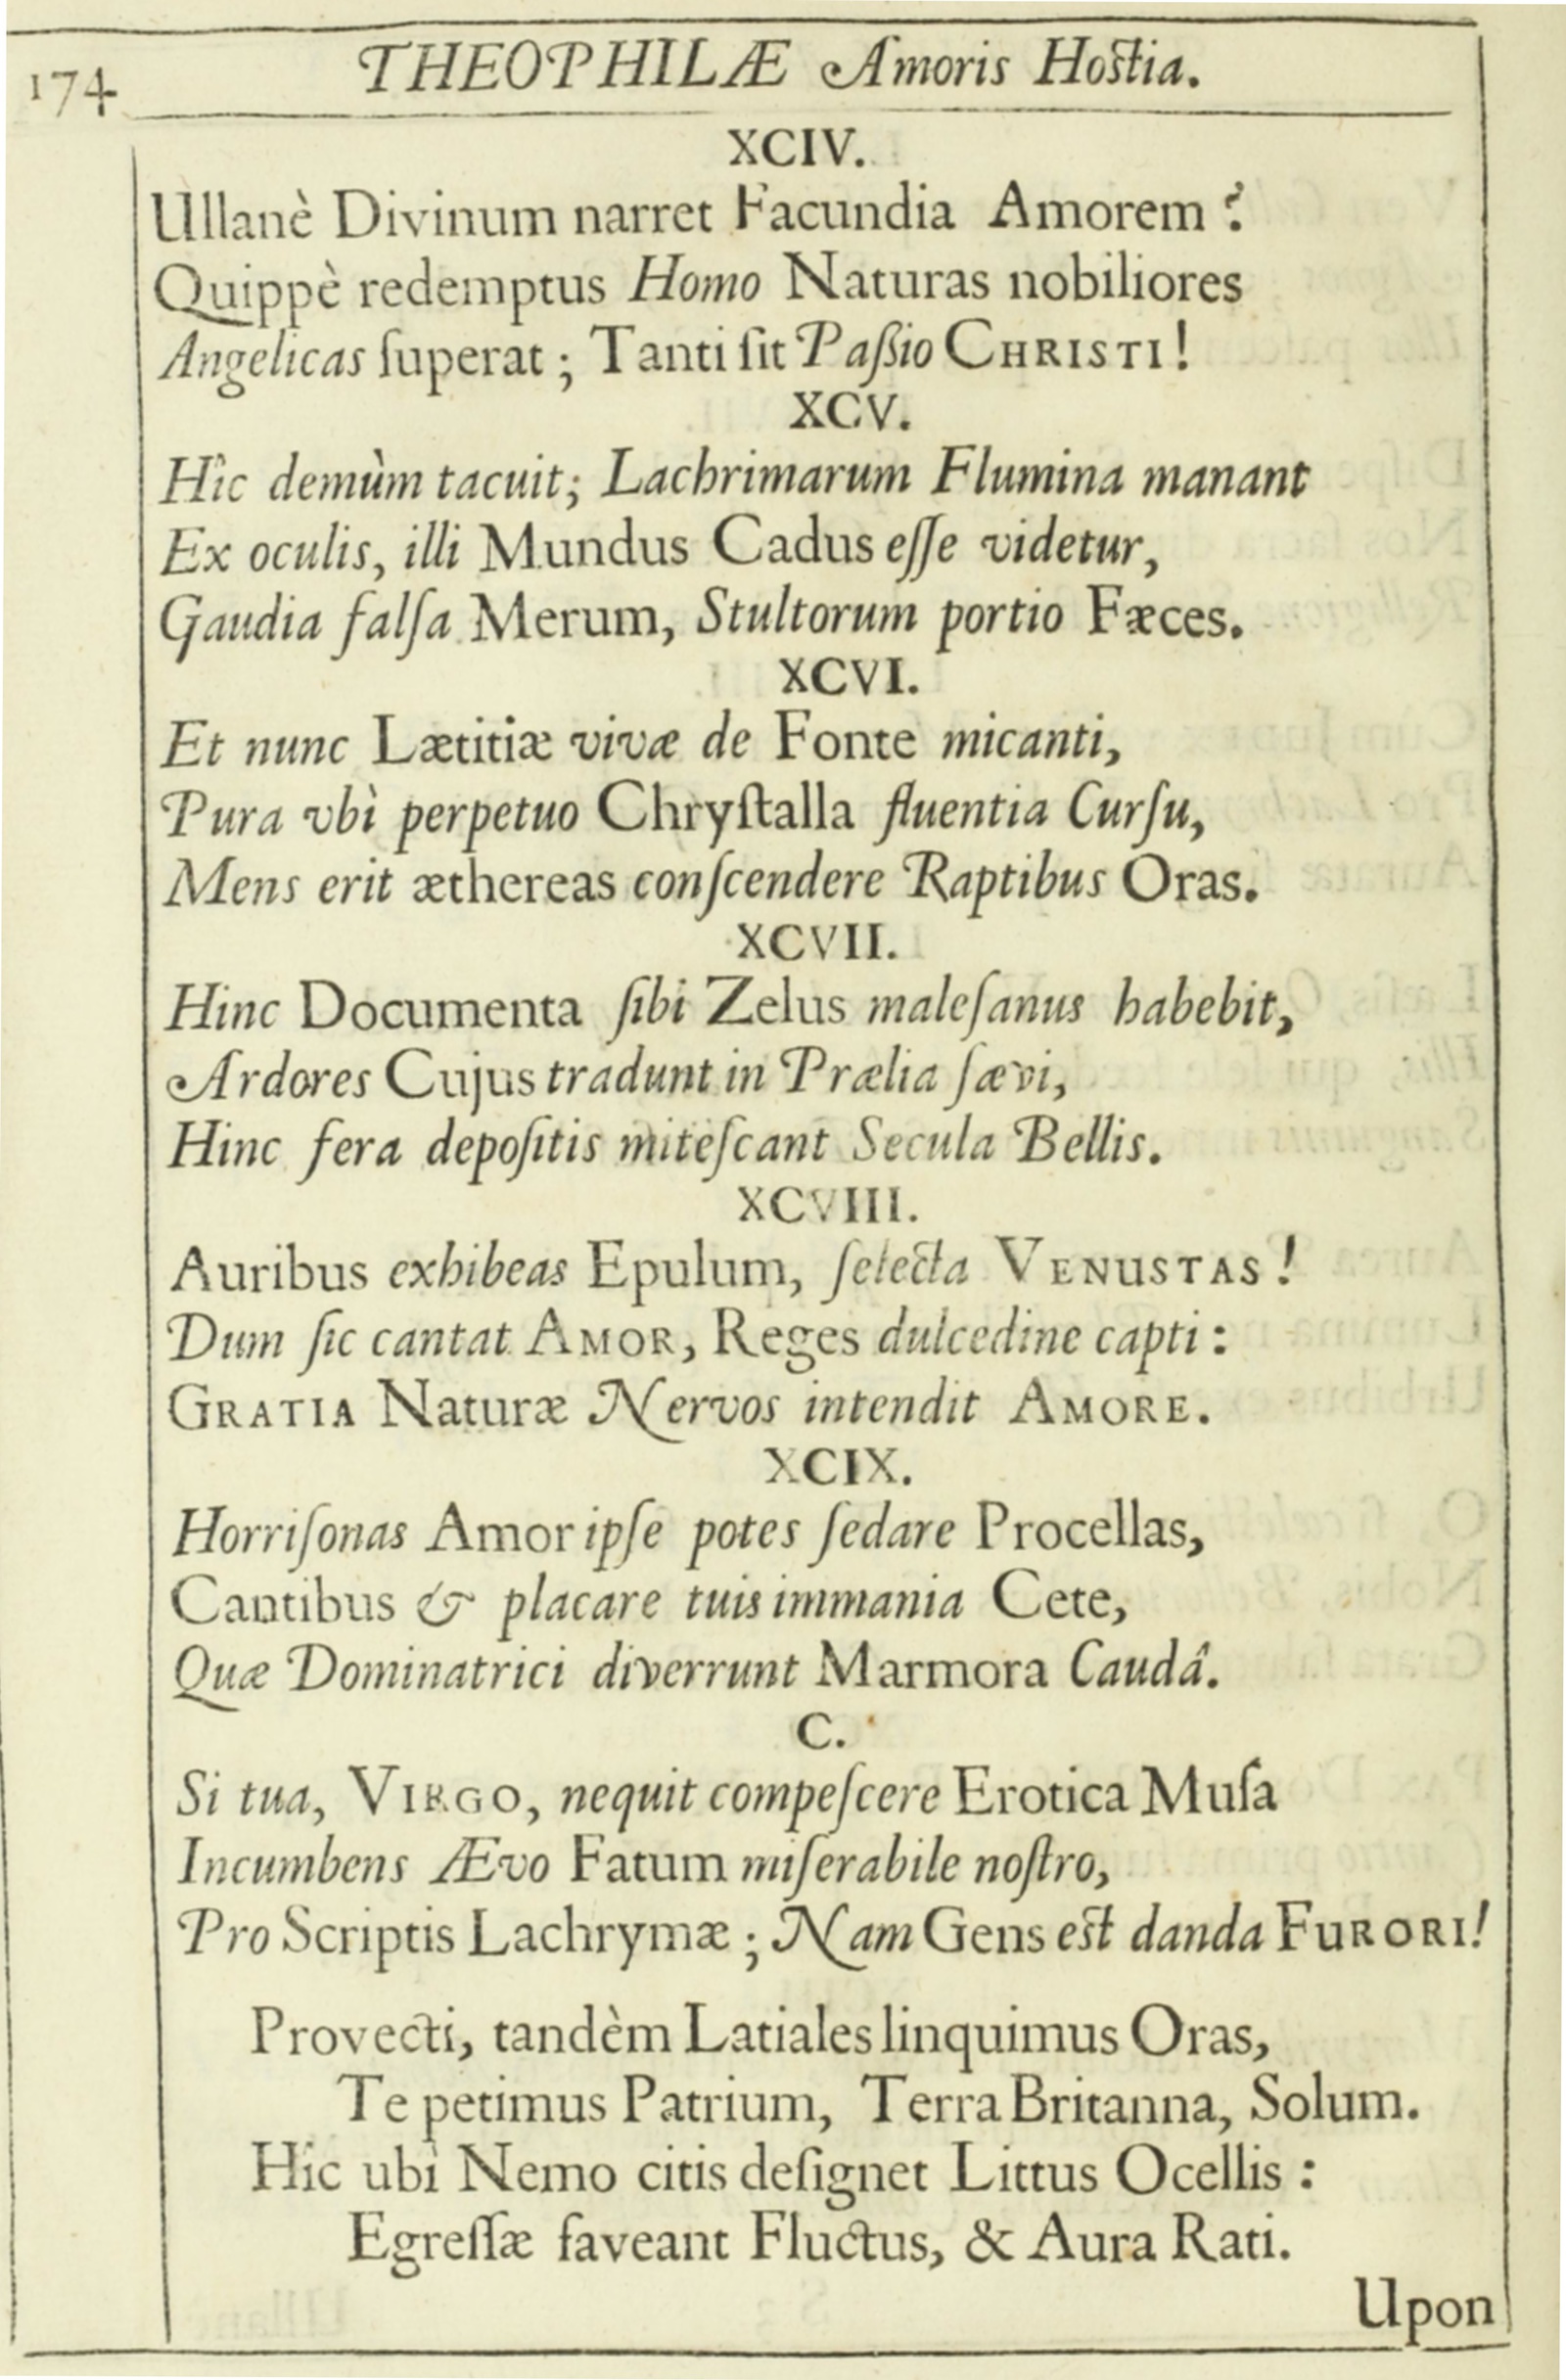 174
THEOPHILÆ Amoris Hostia.
XCIV.
Ullanè Divinum narret Facundia Amorem ?
Quippè redemptus Homo Naturas nobiliores
Angelicas ſuperat ; Tanti ſit Paßio CHRISTI !
XCV.
Hîc demùm tacuit; Lachrimarum Flumina manant
Ex oculis, illi Mundus Cadus eſſe videtur,
Gaudia falſa Merum, Stultorum portio Fæces.
XCVI.
Et nunc Lætitiæ vivæ de Fonte micanti,
Pura vbì perpetuo Chryſtalla fluentia Curſu,
Mens erit æthereas conſcendere Raptibus Oras.
XCVII.
Hinc Documenta ſibi Zelus maleſanus habebit,
Ardores Cujus tradunt in Prælia ſævi,
Hinc fera depoſitis miteſcant Secula Bellis.
XCVIII.
Auribus exhibeas Epulum, ſelecta VENUSTAS !
Dum ſic cantat AMOR, Reges dulcedine capti :
GRATIA Naturæ Nervos intendit AMORE.
XCIX.
Horriſonas Amor ipſe potes ſedare Procellas,
Cantibus & placare tuis immania Cete,
Quæ Dominatrici diverrunt Marmora Caudâ.
C.
Si tua, VIRGO, nequit compeſcere Erotica Muſa
Incumbens Ævo Fatum miſerabile noſtro,
Pro Scriptis Lachrymæ ; Nam Gens est danda FURORI!
Provecti, tandèm Latiales linquimus Oras,
Te petimus Patrium, Terra Britanna, Solum.
Hîc ubì Nemo citis deſignet Littus Ocellis :
Egreſſæ faveant Fluctus, & Aura Rati.
Upon